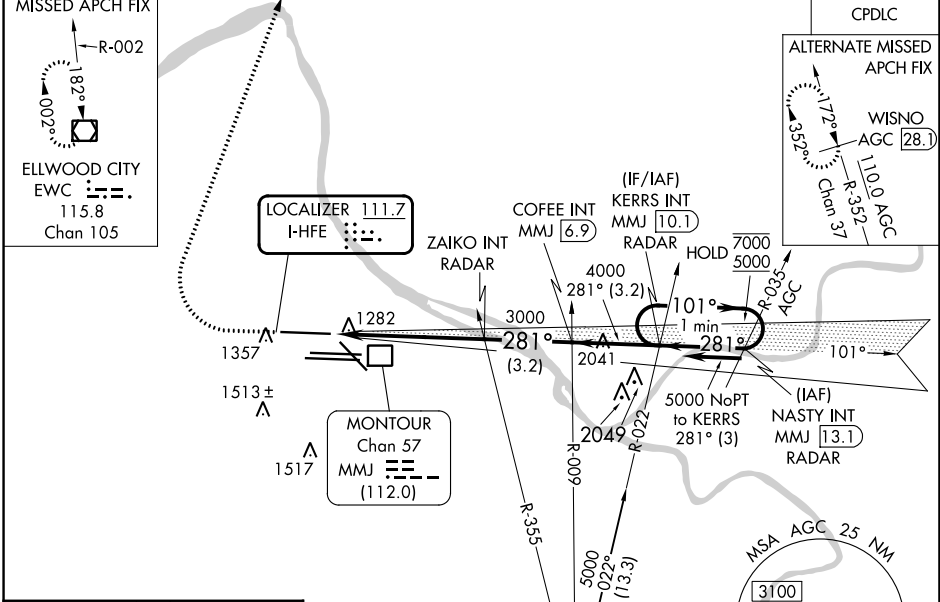 MISSED APCH FIX
R-002
182°
002°
ELLWOOD CITY
EWC
115.8
Chan 105
CPDLC
ALTERNATE MISSED
APCH FIX
172°
352°
WISNO
AGC 28.1
110.0 AGC
R-352
Chan 37
LOCALIZER 111.7
I-HFE
ZAIKO INT
RADAR
COFEE INT
MMJ 6.9
(IF/IAF)
KERRS INT
MMJ 10.1
RADAR
HOLD 7000
5000
R-035
AGC
4000
281° (3.2)
101°
1 min
281°
101°
3000
281°
(3.2)
1282
1357
2041
1513 ±
1517
2049
5000 NoPT
to KERRS
281° (3)
(IAF)
NASTY INT
MMJ 13.1
RADAR
MONTOUR
Chan 57
MMJ
(112.0)
R-355
R-009
R-022
5000
022°
(13.3)
MSA AGC 25 NM
3100